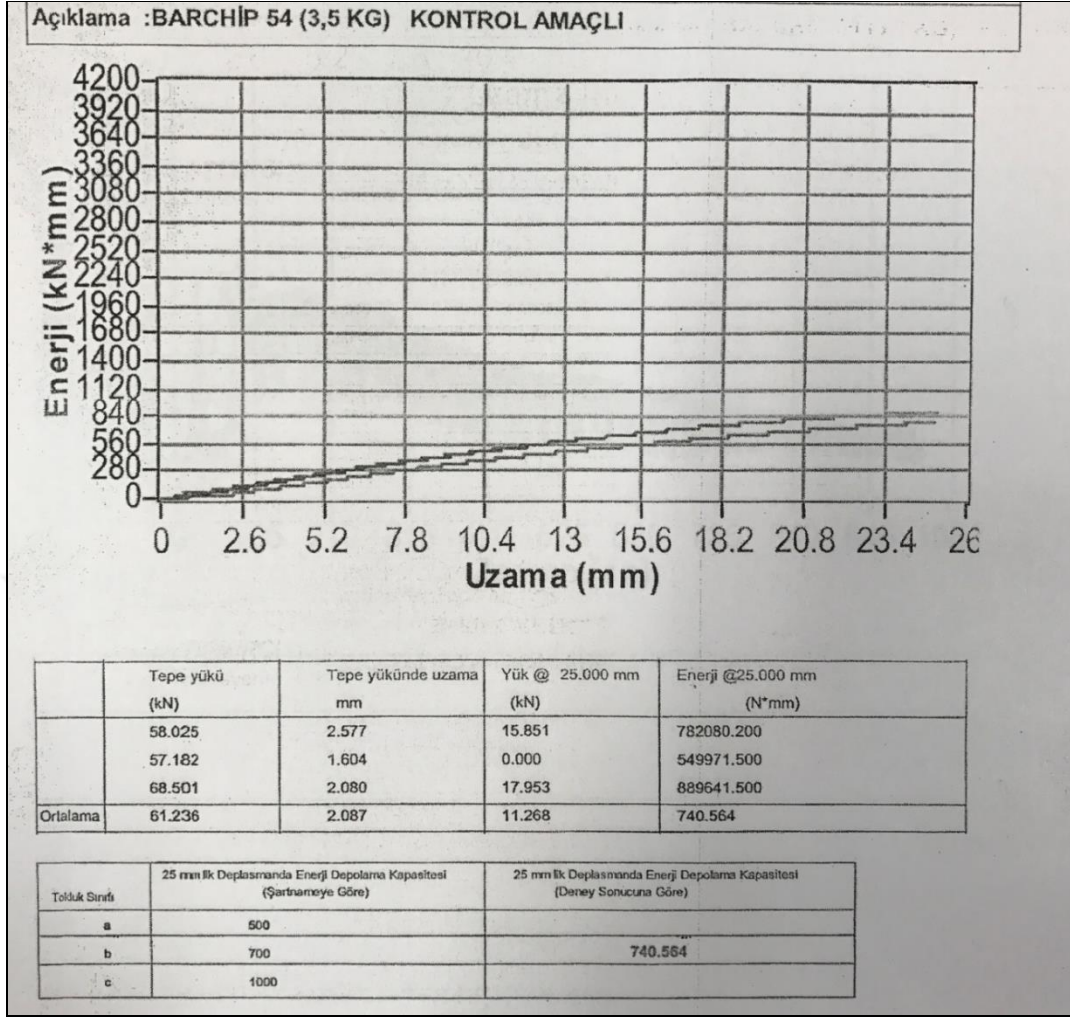 Açıklama :BARCHİP 54 (3,5 KG) KONTROL AMAÇLI
4200
3920
3640
3360
3080
2800
2520
2240
1960
1680
1400
1120
840
560
280
0
Enerji (kN*mm)
0 2.6 5.2 7.8 10.4 13 15.6 18.2 20.8 23.4 26
Uzama (mm)
Tepe yükü Tepe yükünde uzama Yük @ 25.000 mm Enerji @25.000 mm
(kN) mm (kN) (N*mm)
58.025 2.577 15.851 782080.200
57.182 1.604 0.000 549971.500
68.501 2.080 17.953 889641.500
Ortalama 61.236 2.087 11.268 740.564
25 mm lik Deplasmanda Enerji Depolama Kapasitesi 25 mm lik Deplasmanda Enerji Depolama Kapasitesi
Tokluk Sınıfı (Şartnameye Göre) (Deney Sonucuna Göre)
a 500
b 700 740.564
c 1000